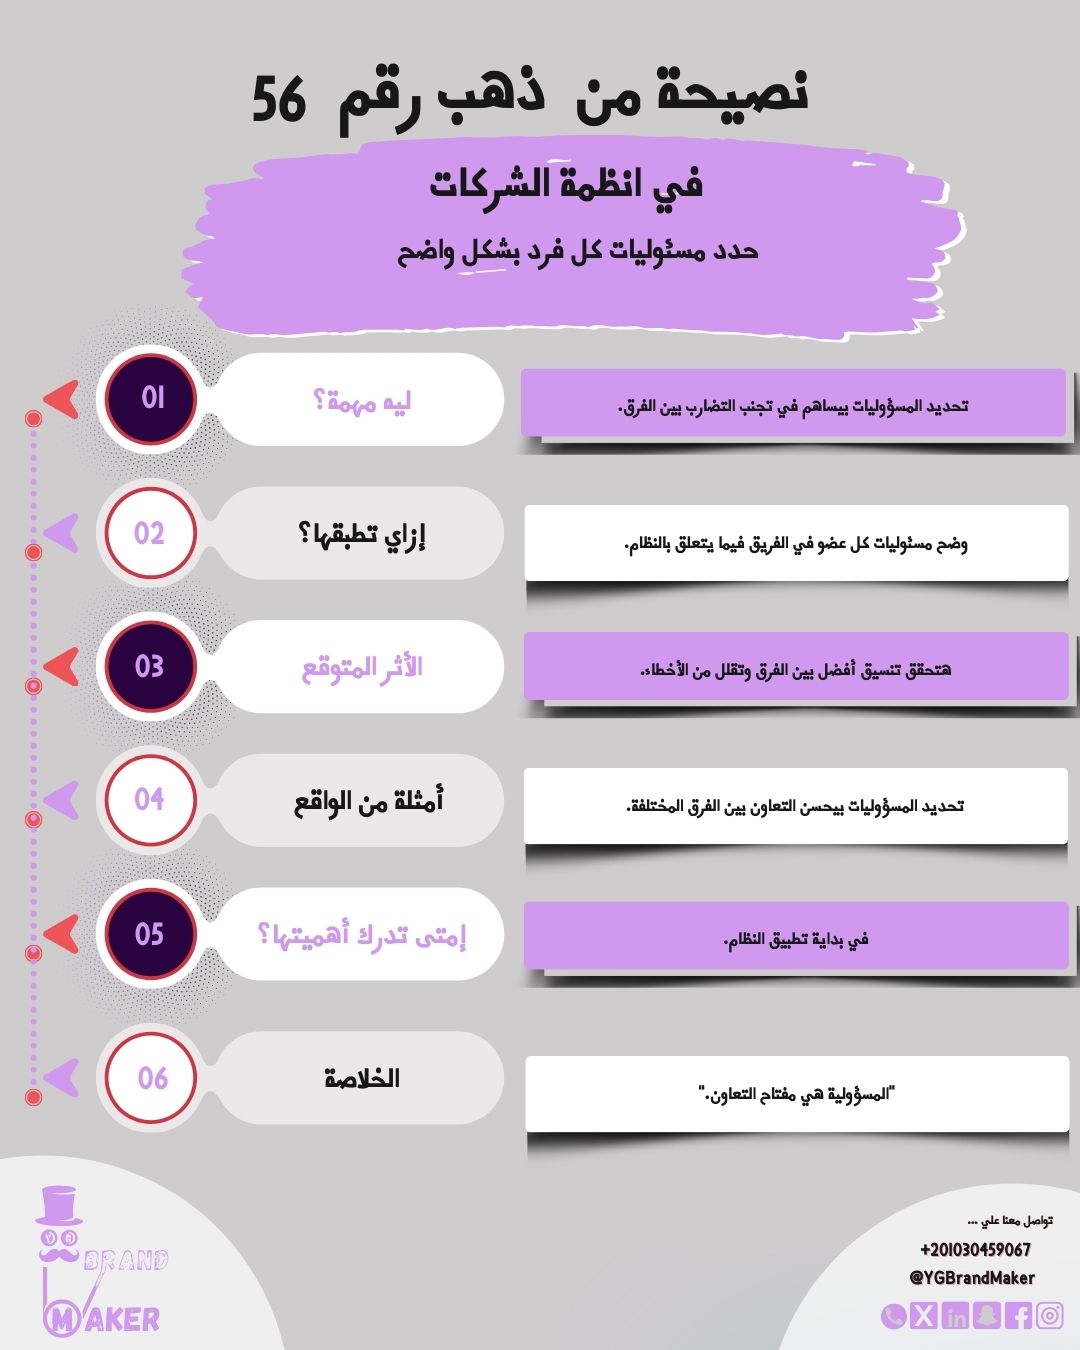 نصيحة من ذهب رقم 56
في انظمة الشركات
حدد مسئوليات كل فرد بشكل واضح
01
ليه مهمة؟
تحديد المسؤوليات بيساهم في تجنب التضارب بين الفرق.
02
إزاي تطبقها؟
وضح مسئوليات كل عضو في الفريق فيما يتعلق بالنظام.
03
الأثر المتوقع
هتحقق تنسيق أفضل بين الفرق وتقلل من الأخطاء.
04
أمثلة من الواقع
تحديد المسؤوليات بيحسن التعاون بين الفرق المختلفة.
05
إمتى تدرك أهميتها؟
في بداية تطبيق النظام.
06
الخلاصة
"المسؤولية هي مفتاح التعاون."
BRAND
MAKER
تواصل معنا علي ...
+201030459067
@YGBrandMaker